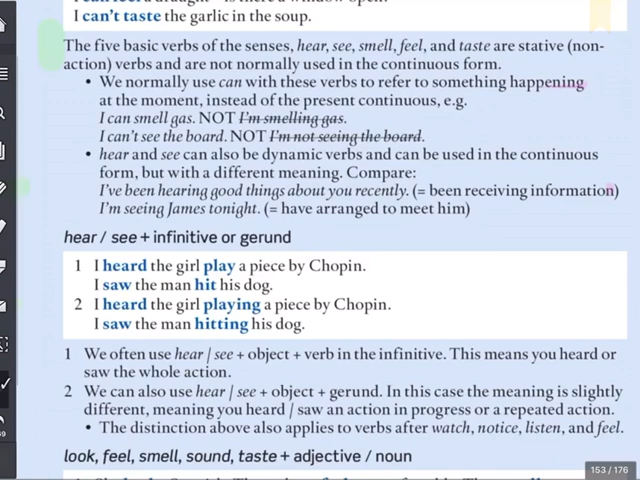 I can't taste the garlic in the soup.
The five basic verbs of the senses, hear, see, smell, feel, and taste are stative (non-
action) verbs and are not normally used in the continuous form.
• We normally use can with these verbs to refer to something happening
at the moment, instead of the present continuous, e.g.
I can smell gas. NOT I'm smelling gas.
I can't see the board. NOT I'm not seeing the board.
• hear and see can also be dynamic verbs and can be used in the continuous
form, but with a different meaning. Compare:
I've been hearing good things about you recently. (= been receiving information)
I'm seeing James tonight. (= have arranged to meet him)
hear / see + infinitive or gerund
1 I heard the girl play a piece by Chopin.
I saw the man hit his dog.
2 I heard the girl playing a piece by Chopin.
I saw the man hitting his dog.
1 We often use hear / see + object + verb in the infinitive. This means you heard or
saw the whole action.
2 We can also use hear / see + object + gerund. In this case the meaning is slightly
different, meaning you heard / saw an action in progress or a repeated action.
• The distinction above also applies to verbs after watch, notice, listen, and feel.
look, feel, smell, sound, taste + adjective / noun
153 / 176